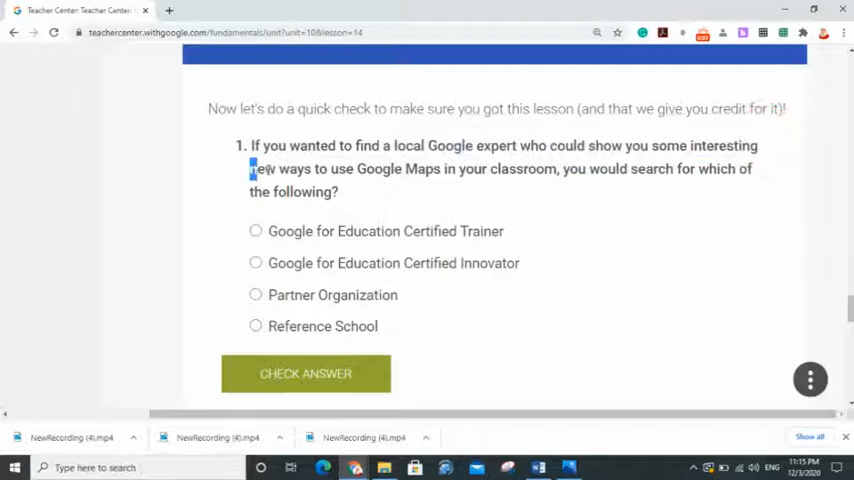 Teacher Center: Teacher Center:
teachercenter.withgoogle.com/fundamentals/unit?unit=108&lesson=14
Now let's do a quick check to make sure you got this lesson (and that we give you credit for it)!
1. If you wanted to find a local Google expert who could show you some interesting
new ways to use Google Maps in your classroom, you would search for which of
the following?
Google for Education Certified Trainer
Google for Education Certified Innovator
Partner Organization
Reference School
CHECK ANSWER
NewRecording (4).mp4 NewRecording (4).mp4 NewRecording (4).mp4 Show all
Type here to search
ENG
11:15 PM
12/3/2020